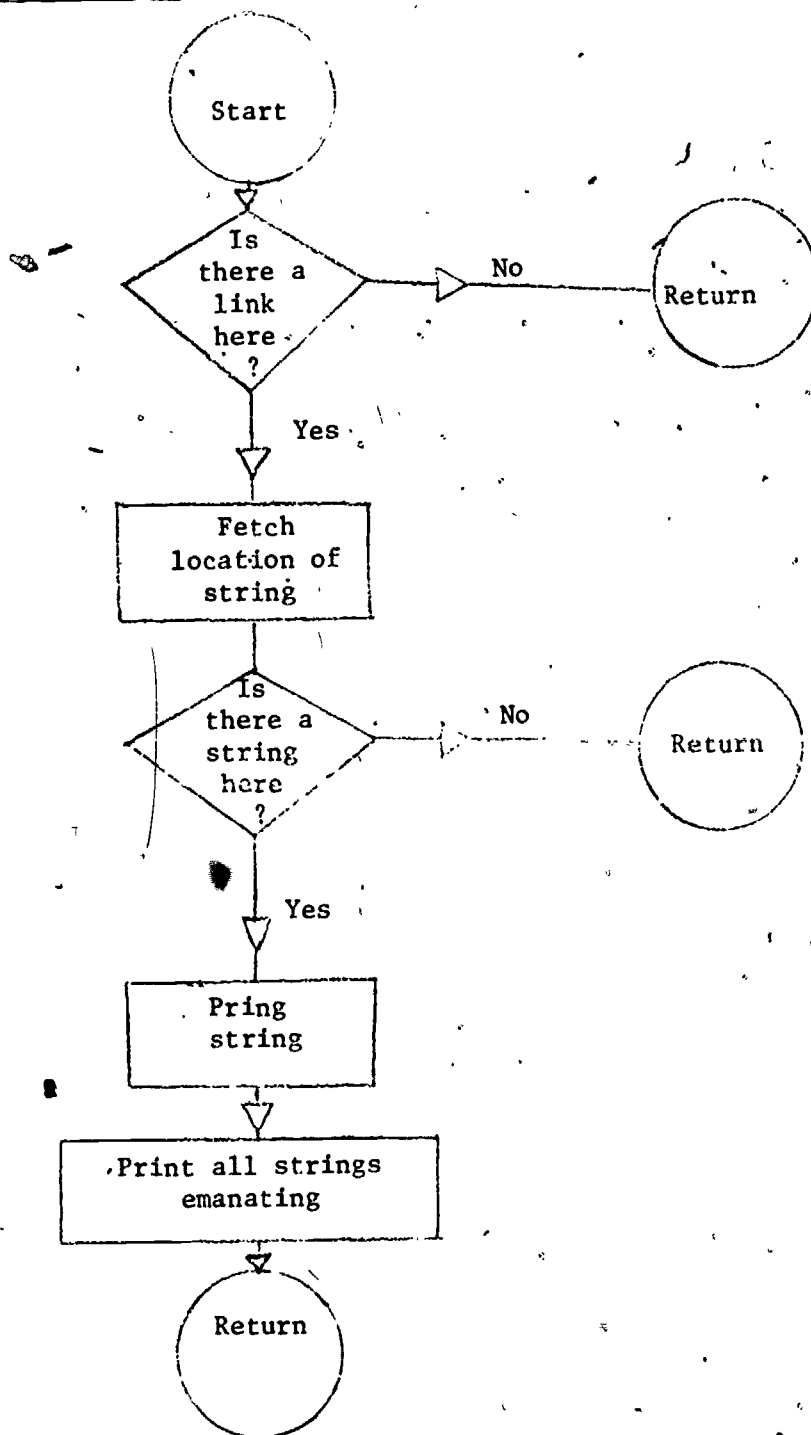 Start
Is
there a
link
here
?
No
Return
Yes
Fetch
location of
string
Is
there a
string
here
?
No
Return
Yes
Pring
string
Print all strings
emanating
Return